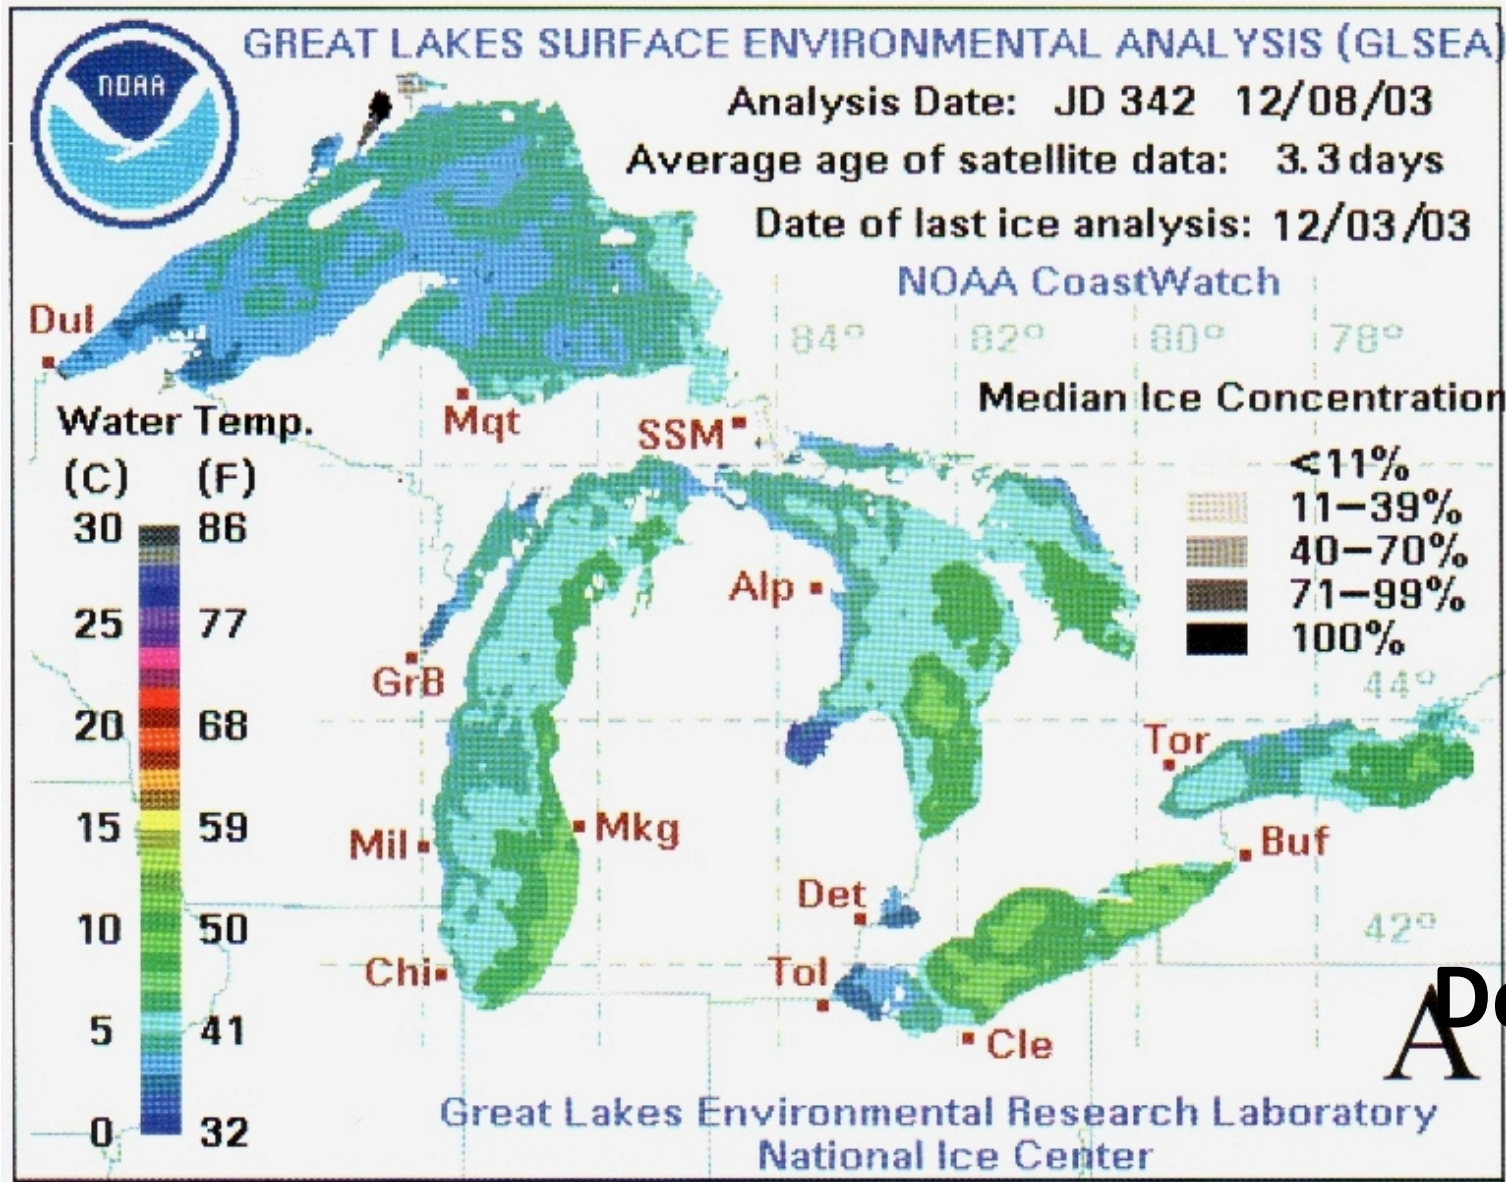 GREAT LAKES SURFACE ENVIRONMENTAL ANALYSIS (GLSEA)
NOAA
Analysis Date: JD 342 12/08/03
Average age of satellite data: 3.3 days
Date of last ice analysis: 12/03/03
NOAA CoastWatch
Dul
84° 82° 80° 78°
Median Ice Concentration
Water Temp.
Mqt
SSM
<11%
(C) (F)
11–39%
30 86
40–70%
Alp
71–99%
25 77
100%
GrB
44°
20 68
Tor
15 59
Mil
Mkg
Buf
Det
10 50
42°
Chi
Tol
5 41
Cle
A
0 32
Great Lakes Environmental Research Laboratory
National Ice Center